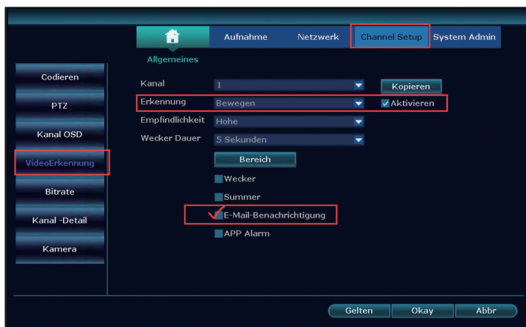 Aufnahme Netzwerk Channel Setup System Admin
Allgemeines
Codieren
PTZ
Kanal OSD
VideoErkennung
Bitrate
Kanal -Detail
Kamera
Kanal 1 Kopieren
Erkennung Bewegen Aktivieren
Empfindlichkeit Hohe
Wecker Dauer 5 Sekunden
Bereich
Wecker
Summer
E-Mail-Benachrichtigung
APP Alarm
Gelten Okay Abbr